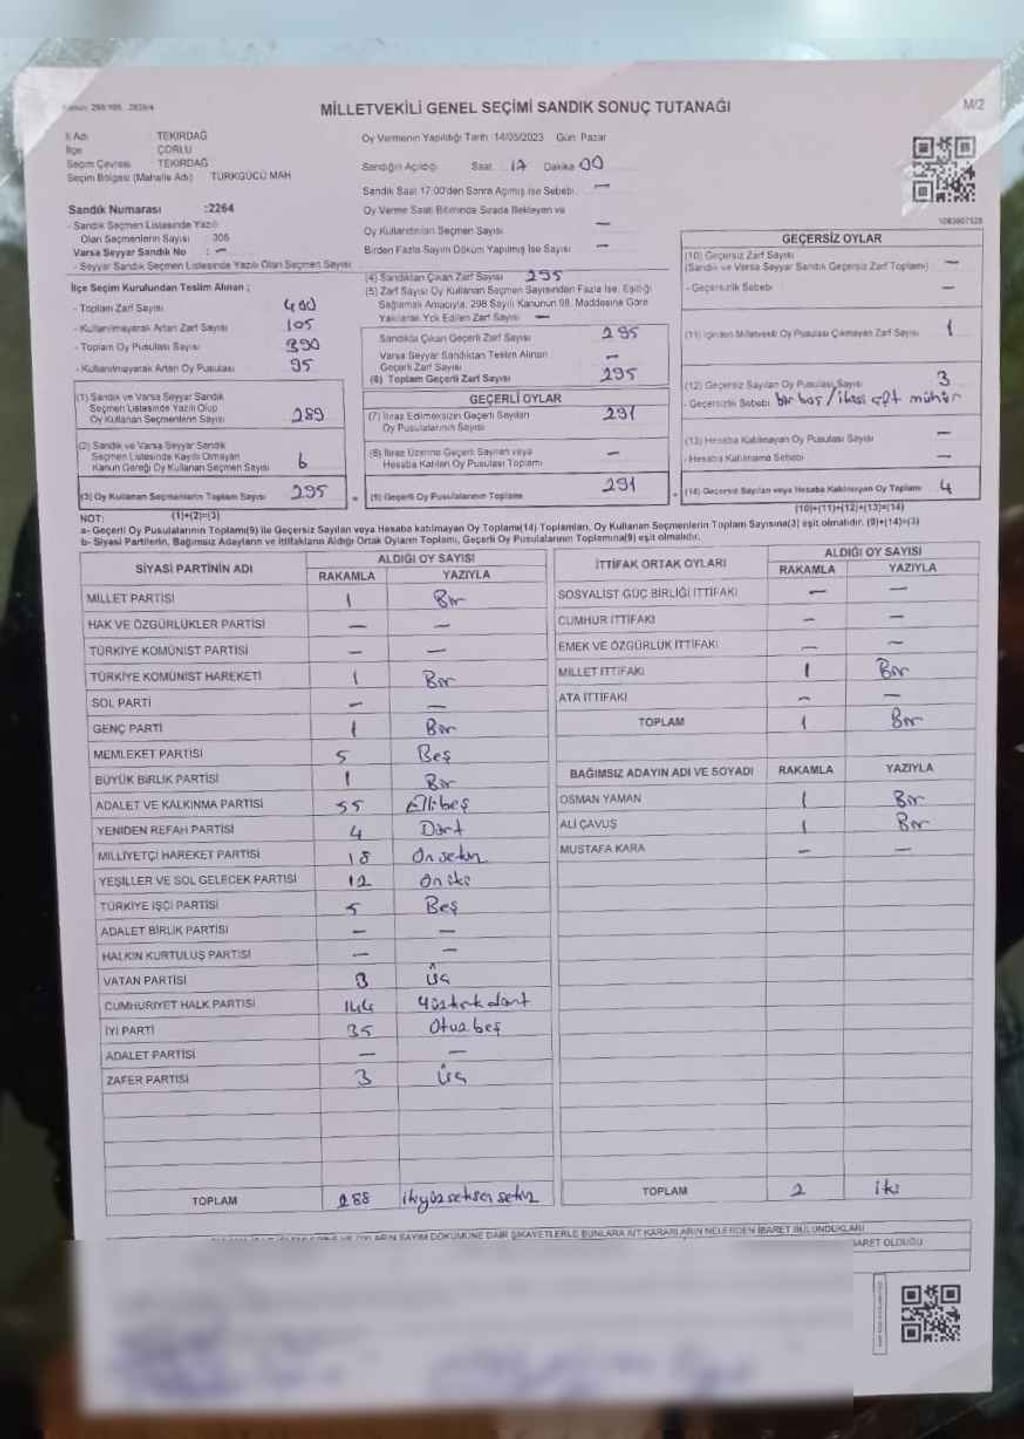 MİLLETVEKİLİ GENEL SEÇİMİ SANDIK SONUÇ TUTANAĞI
M/2
İl Adı : TEKİRDAĞ
İlçe : ÇORLU
Seçim Çevresi : TEKİRDAĞ
Seçim Bölgesi (Mahalle Adı) : TÜRKGÜCÜ MAH
Sandık Numarası :2264
- Sandık Seçmen Listesinde Yazılı
Olan Seçmenlerin Sayısı : 306
Varsa Seyyar Sandık No : —
- Seyyar Sandık Seçmen Listesinde Yazılı Olan Seçmen Sayısı
Oy Vermenin Yapıldığı Tarih :14/05/2023 Gün: Pazar
Sandığın Açıldığı Saat: 17 Dakika 00
Sandık Saat 17:00'den Sonra Açılmış İse Sebebi: —
Oy Verme Saati Bitiminde Sırada Bekleyen ve
Oy Kullandırılan Seçmen Sayısı —
Birden Fazla Sayım Döküm Yapılmış İse Sayısı —
İlçe Seçim Kurulundan Teslim Alınan :
- Toplam Zarf Sayısı 400
- Kullanılmayarak Artan Zarf Sayısı 105
- Toplam Oy Pusulası Sayısı 390
- Kullanılmayarak Artan Oy Pusulası 95
(1) Sandık ve Varsa Seyyar Sandık
Seçmen Listesinde Yazılı Olup
Oy Kullanan Seçmenlerin Sayısı 289
(2) Sandık ve Varsa Seyyar Sandık
Seçmen Listesinde Kayıtlı Olmayan
Kanun Gereği Oy Kullanan Seçmen Sayısı 6
(3) Oy Kullanan Seçmenlerin Toplam Sayısı 295
(1)+(2)=(3)
(4) Sandıktan Çıkan Zarf Sayısı 295
(5) Zarf Sayısı Oy Kullanan Seçmen Sayısından Fazla İse, Eşitliği
Sağlamak Amacıyla, 298 Sayılı Kanunun 98. Maddesine Göre
Yakılarak Yok Edilen Zarf Sayısı —
Sandıkta Çıkan Geçerli Zarf Sayısı 295
Varsa Seyyar Sandıktan Teslim Alınan
Geçerli Zarf Sayısı —
(6) Toplam Geçerli Zarf Sayısı 295
GEÇERLİ OYLAR
(7) İtiraz Edilmeksizin Geçerli Sayılan
Oy Pusulalarının Sayısı 291
(8) İtiraz Üzerine Geçerli Sayılan veya
Hesaba Katılan Oy Pusulası Toplamı —
(9) Geçerli Oy Pusulalarının Toplamı 291
GEÇERSİZ OYLAR
(10) Geçersiz Zarf Sayısı
(Sandık ve Varsa Seyyar Sandık Geçersiz Zarf Toplamı) —
- Geçersizlik Sebebi —
(11) İçinden Milletvekili Oy Pusulası Çıkmayan Zarf Sayısı 1
(12) Geçersiz Sayılan Oy Pusulası Sayısı 3
- Geçersizlik Sebebi bir boş/ikisi çift mühür
(13) Hesaba Katılmayan Oy Pusulası Sayısı —
- Hesaba Katılmama Sebebi —
(14) Geçersiz Sayılan veya Hesaba Katılmayan Oy Toplamı 4
(10)+(11)+(12)+(13)=(14)
NOT:
a- Geçerli Oy Pusulalarının Toplamı(9) ile Geçersiz Sayılan veya Hesaba katılmayan Oy Toplamı(14) Toplamları, Oy Kullanan Seçmenlerin Toplam Sayısına(3) eşit olmalıdır. (9)+(14)=(3)
b- Siyasi Partilerin, Bağımsız Adayların ve İttifakların Aldığı Ortak Oyların Toplamı, Geçerli Oy Pusulalarının Toplamına(9) eşit olmalıdır.
SİYASİ PARTİNİN ADI ALDIĞI OY SAYISI
RAKAMLA YAZIYLA
MİLLET PARTİSİ 1 Bir
HAK VE ÖZGÜRLÜKLER PARTİSİ — —
TÜRKİYE KOMÜNİST PARTİSİ — —
TÜRKİYE KOMÜNİST HAREKETİ 1 Bir
SOL PARTİ — —
GENÇ PARTİ 1 Bir
MEMLEKET PARTİSİ 5 Beş
BÜYÜK BİRLİK PARTİSİ 1 Bir
ADALET VE KALKINMA PARTİSİ 55 Ellibeş
YENİDEN REFAH PARTİSİ 4 Dört
MİLLİYETÇİ HAREKET PARTİSİ 18 Onsekiz
YEŞİLLER VE SOL GELECEK PARTİSİ 12 Oniki
TÜRKİYE İŞÇİ PARTİSİ 5 Beş
ADALET BİRLİK PARTİSİ — —
HALKIN KURTULUŞ PARTİSİ — —
VATAN PARTİSİ 3 Üç
CUMHURİYET HALK PARTİSİ 144 Yüzkırkdört
İYİ PARTİ 35 Otuzbeş
ADALET PARTİSİ — —
ZAFER PARTİSİ 3 Üç
TOPLAM 288 ikiyüzseksensekiz
İTTİFAK ORTAK OYLARI ALDIĞI OY SAYISI
RAKAMLA YAZIYLA
SOSYALİST GÜÇ BİRLİĞİ İTTİFAKI — —
CUMHUR İTTİFAKI — —
EMEK VE ÖZGÜRLÜK İTTİFAKI — —
MİLLET İTTİFAKI 1 Bir
ATA İTTİFAKI — —
TOPLAM 1 Bir
BAĞIMSIZ ADAYIN ADI VE SOYADI RAKAMLA YAZIYLA
OSMAN YAMAN 1 Bir
ALİ ÇAVUŞ 1 Bir
MUSTAFA KARA — —
TOPLAM 2 iki
SAYIM DÖKÜMÜNE DAİR ŞİKAYETLERLE BUNLARA AİT KARARLARIN NELERDEN İBARET BULUNDUKLARI